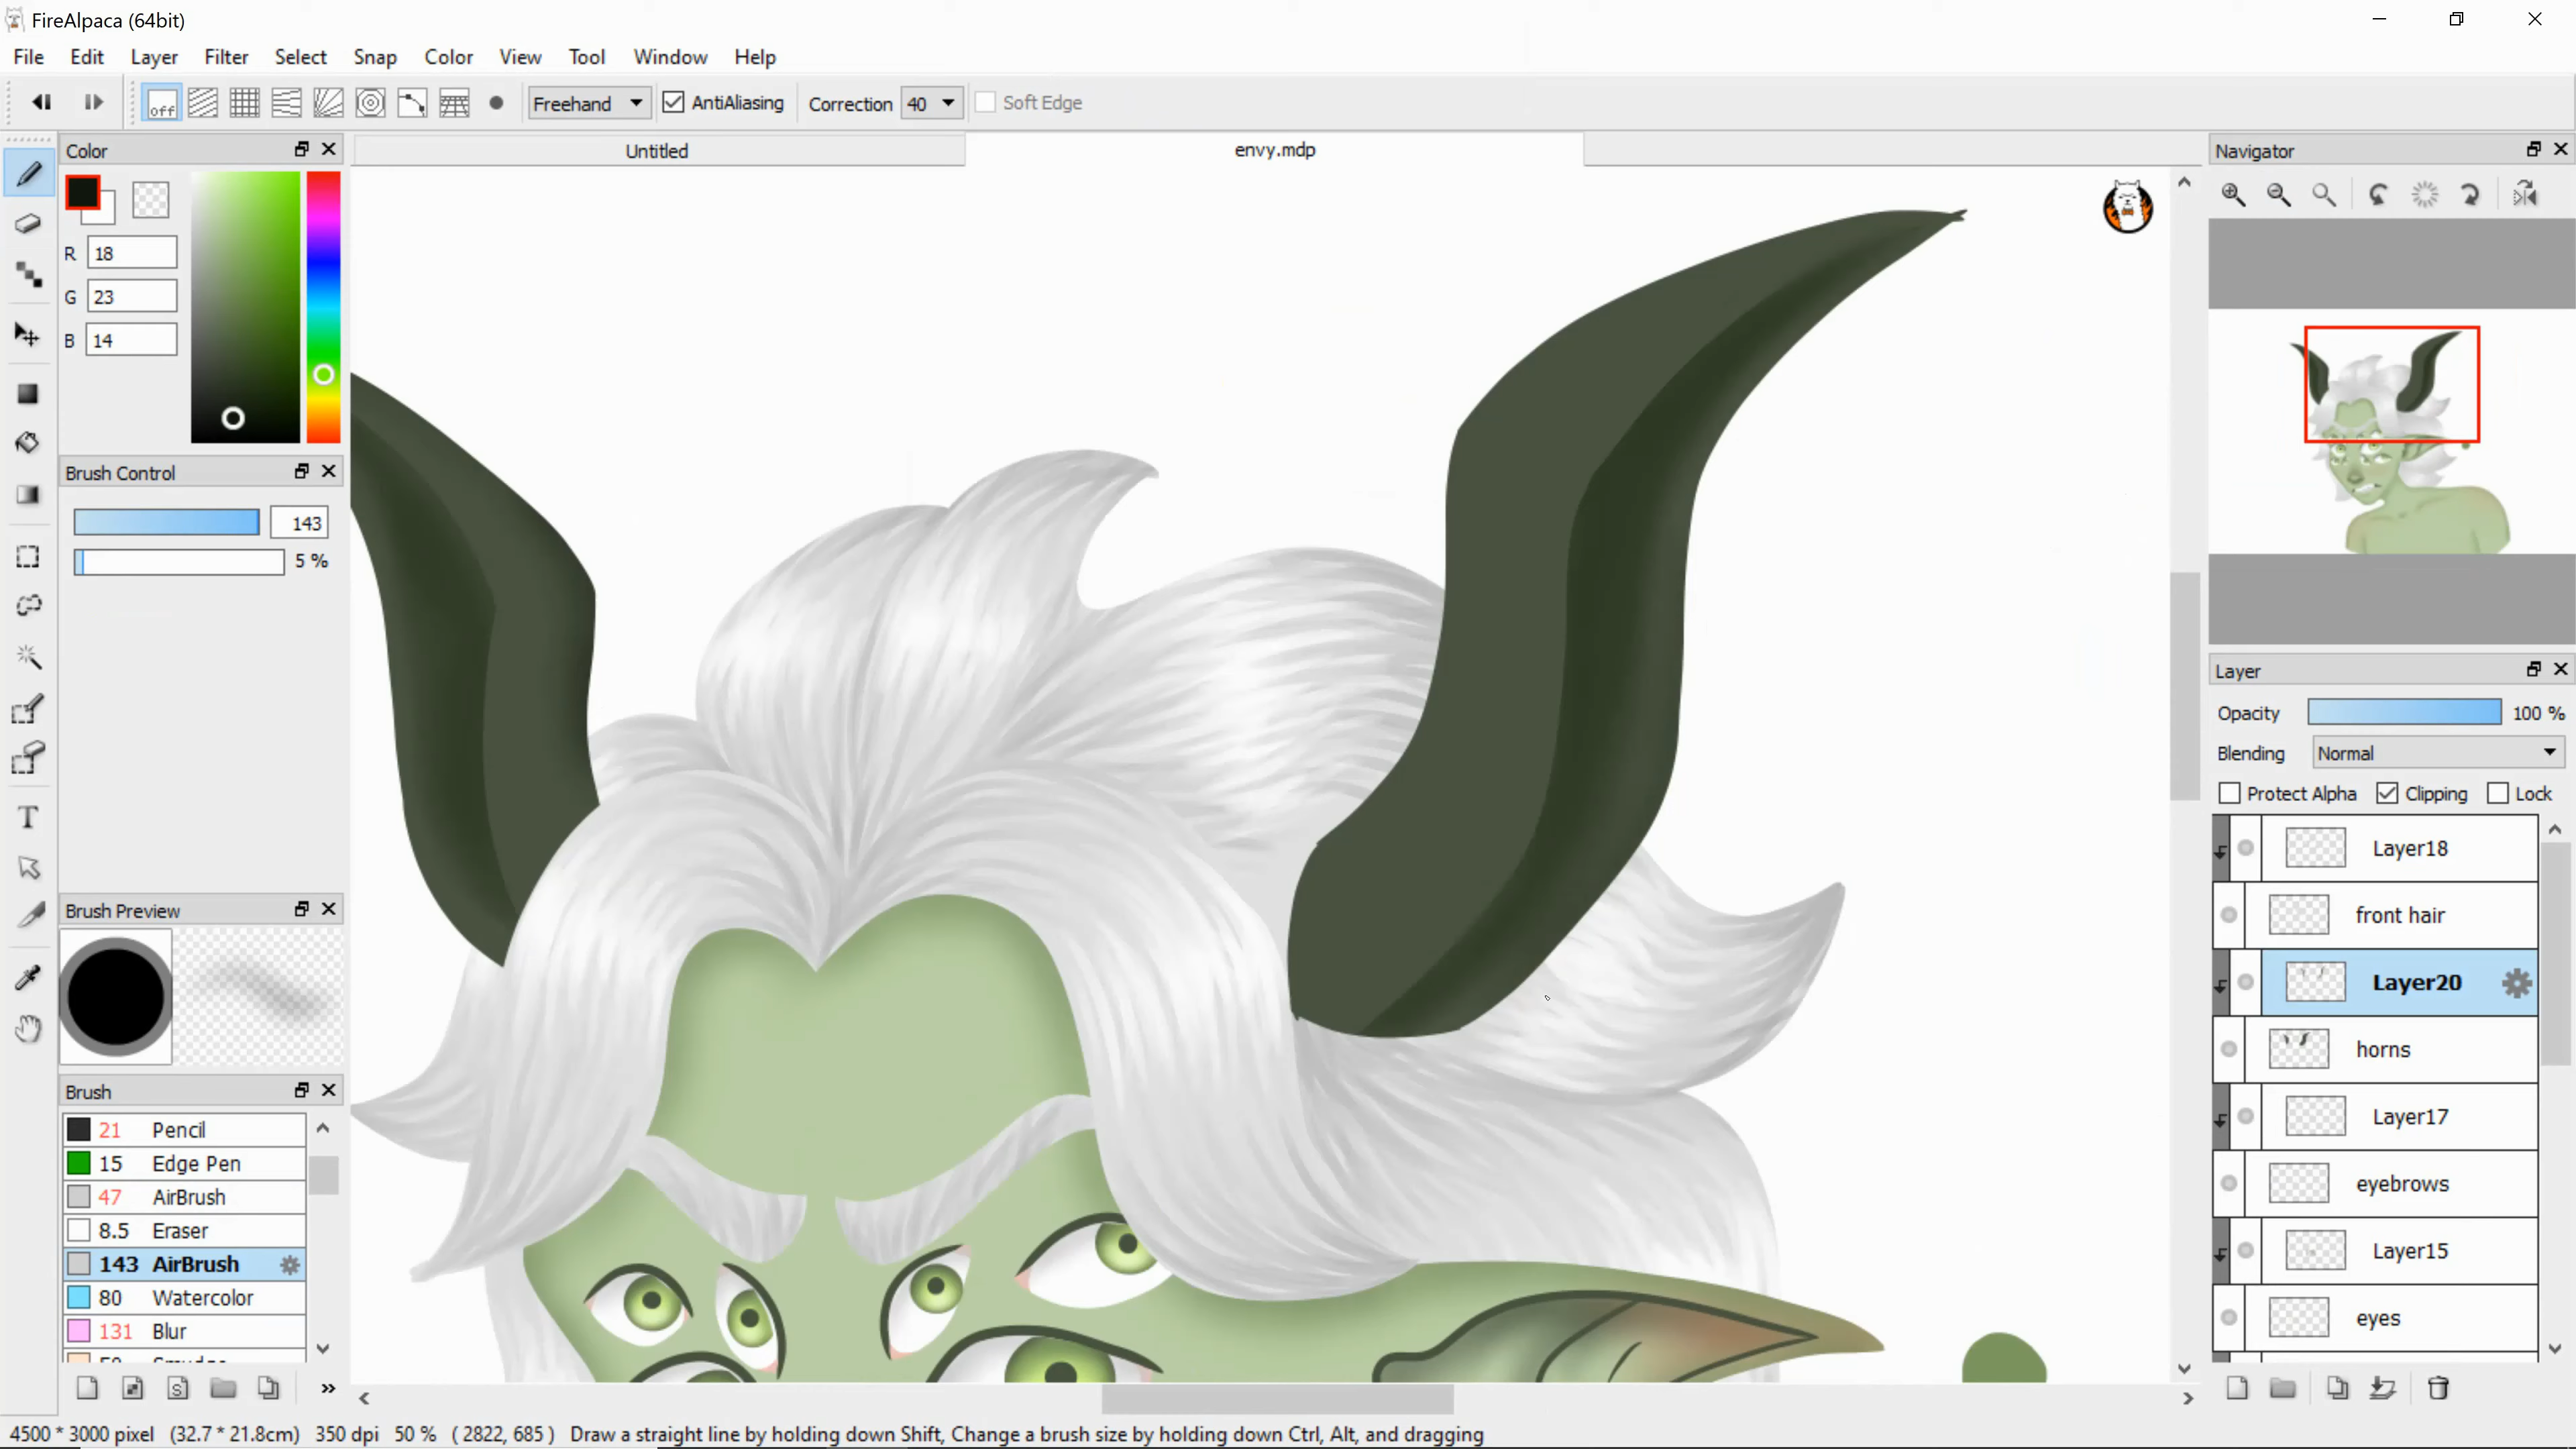 FireAlpaca (64bit)
File Edit Layer Filter Select Snap Color View Tool Window Help
off Freehand AntiAliasing Correction 40 Soft Edge
Color
Untitled
envy.mdp
Navigator
R 18
G 23
B 14
Brush Control
143
5 %
Brush Preview
Brush
21 Pencil
15 Edge Pen
47 AirBrush
8.5 Eraser
143 AirBrush
80 Watercolor
131 Blur
50 Smudge
Layer
Opacity 100 %
Blending Normal
Protect Alpha Clipping Lock
Layer18
front hair
Layer20
horns
Layer17
eyebrows
Layer15
eyes
4500 * 3000 pixel (32.7 * 21.8cm) 350 dpi 50 % ( 2822, 685 ) Draw a straight line by holding down Shift, Change a brush size by holding down Ctrl, Alt, and dragging